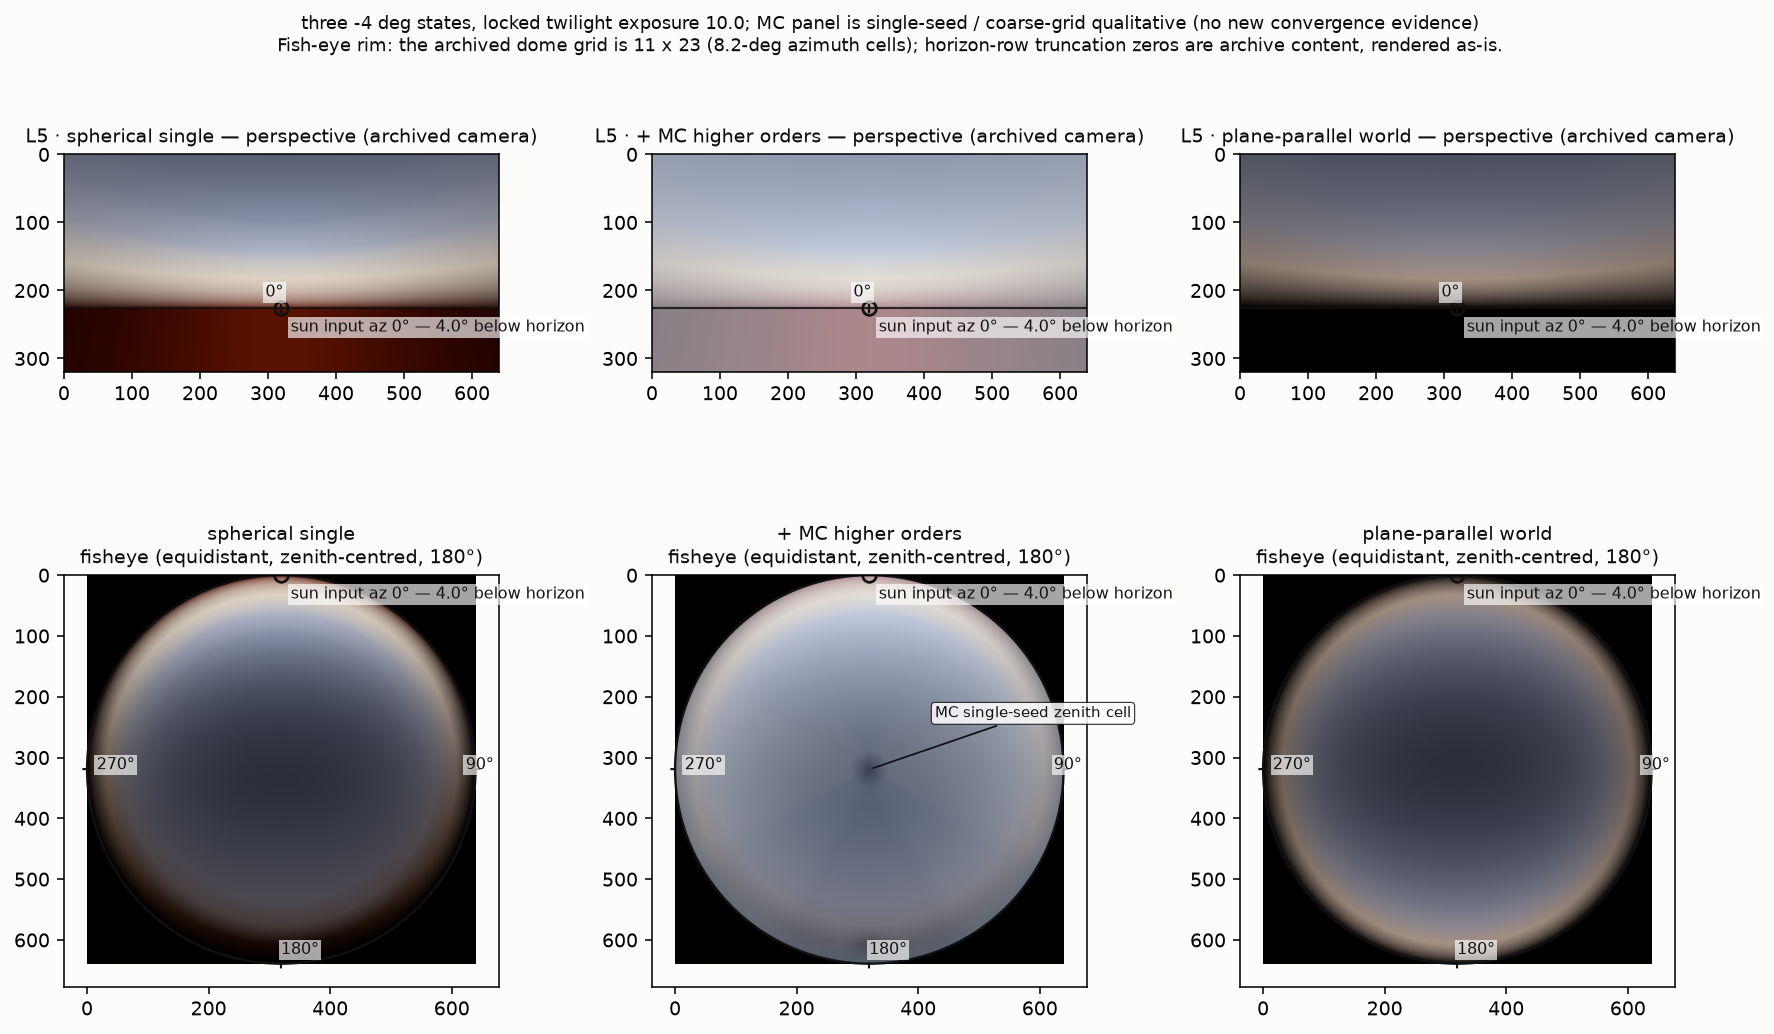 three -4 deg states, locked twilight exposure 10.0; MC panel is single-seed / coarse-grid qualitative (no new convergence evidence)
Fish-eye rim: the archived dome grid is 11 x 23 (8.2-deg azimuth cells); horizon-row truncation zeros are archive content, rendered as-is.
L5 · spherical single — perspective (archived camera)
0
100
200
300
0°
sun input az 0° — 4.0° below horizon
0 100 200 300 400 500 600
L5 · + MC higher orders — perspective (archived camera)
0
100
200
300
0°
sun input az 0° — 4.0° below horizon
0 100 200 300 400 500 600
L5 · plane-parallel world — perspective (archived camera)
0
100
200
300
0°
sun input az 0° — 4.0° below horizon
0 100 200 300 400 500 600
spherical single
fisheye (equidistant, zenith-centred, 180°)
0
100
200
300
400
500
600
sun input az 0° — 4.0° below horizon
270°
90°
180°
0 200 400 600
+ MC higher orders
fisheye (equidistant, zenith-centred, 180°)
0
100
200
300
400
500
600
sun input az 0° — 4.0° below horizon
MC single-seed zenith cell
270°
90°
180°
0 200 400 600
plane-parallel world
fisheye (equidistant, zenith-centred, 180°)
0
100
200
300
400
500
600
sun input az 0° — 4.0° below horizon
270°
90°
180°
0 200 400 600